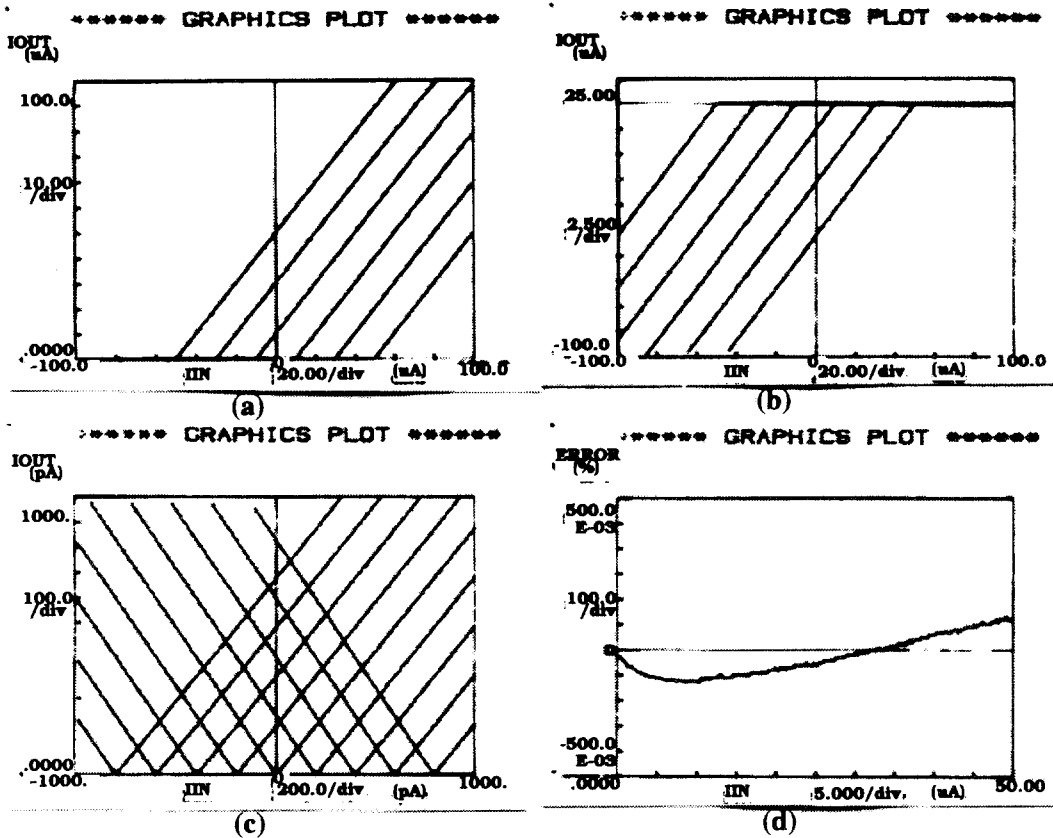 ****** GRAPHICS PLOT ******
IOUT
(uA)
100.0
10.00
/div
.0000
-100.0
0
100.0
IIN
20.00/div
(uA)
(a)
****** GRAPHICS PLOT ******
IOUT
(uA)
25.00
2.500
/div
-100.0
-100.0
0
0
100.0
IIN
20.00/div
(uA)
(b)
****** GRAPHICS PLOT ******
IOUT
(pA)
1000.
100.0
/div
.0000
-1000.
0
1000.
IIN
200.0/div
(pA)
(c)
****** GRAPHICS PLOT ******
ERROR
(%)
500.0
E-03
100.0
/div
0
-500.0
E-03
.0000
50.00
IIN
5.000/div
(uA)
(d)